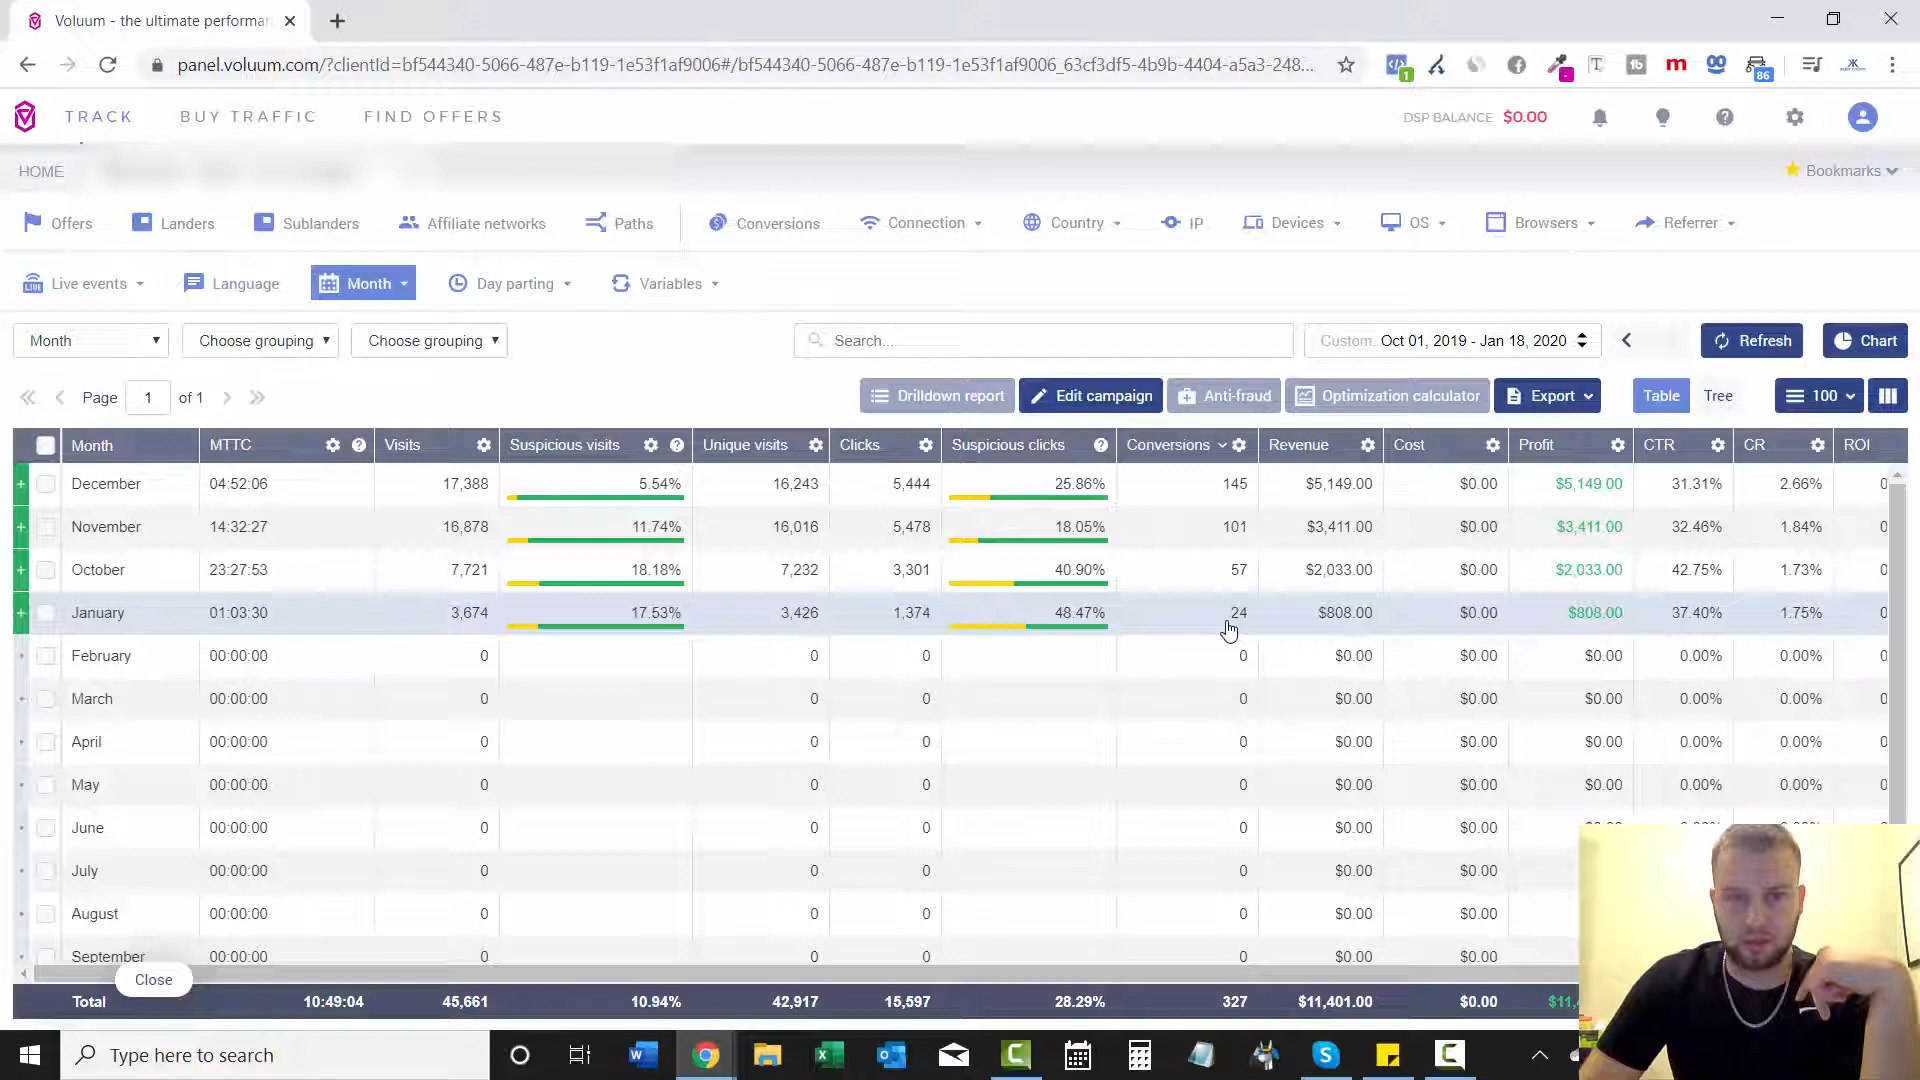 Voluum - the ultimate performa
panel.voluum.com/?clientId=bf544340-5066-487e-b119-1e53f1af9006#/bf544340-5066-487e-b119-1e53f1af9006_63cf3df5-4b9b-4404-a5a3-248...
1 T tb m 86
TRACK BUY TRAFFIC FIND OFFERS DSP BALANCE $0.00
HOME Bookmarks
Offers Landers Sublanders Affiliate networks Paths Conversions Connection Country IP Devices OS Browsers Referrer
LIVE Live events Language Month Day parting Variables
Month Choose grouping Choose grouping Search... Custom Oct 01, 2019 - Jan 18, 2020 Refresh Chart
Page 1 of 1 Drilldown report Edit campaign Anti-fraud Optimization calculator Export Table Tree 100
Month MTTC Visits Suspicious visits Unique visits Clicks Suspicious clicks Conversions Revenue Cost Profit CTR CR ROI
+ December 04:52:06 17,388 5.54% 16,243 5,444 25.86% 145 $5,149.00 $0.00 $5,149.00 31.31% 2.66% 0
+ November 14:32:27 16,878 11.74% 16,016 5,478 18.05% 101 $3,411.00 $0.00 $3,411.00 32.46% 1.84% 0
+ October 23:27:53 7,721 18.18% 7,232 3,301 40.90% 57 $2,033.00 $0.00 $2,033.00 42.75% 1.73% 0
+ January 01:03:30 3,674 17.53% 3,426 1,374 48.47% 24 $808.00 $0.00 $808.00 37.40% 1.75% 0
February 00:00:00 0 0 0 0 $0.00 $0.00 $0.00 0.00% 0.00% 0
March 00:00:00 0 0 0 0 $0.00 $0.00 $0.00 0.00% 0.00% 0
April 00:00:00 0 0 0 0 $0.00 $0.00 $0.00 0.00% 0.00% 0
May 00:00:00 0 0 0 0 $0.00 $0.00 $0.00 0.00% 0.00% 0
June 00:00:00 0 0 0 0 $0.00 $0.00
July 00:00:00 0 0 0 0 $0.00 $0.00
August 00:00:00 0 0 0 0 $0.00 $0.00
September 0 0 0 0 $0.00 $0.00
Close
Total 10:49:04 45,661 10.94% 42,917 15,597 28.29% 327 $11,401.00 $0.00 $11,4
Type here to search